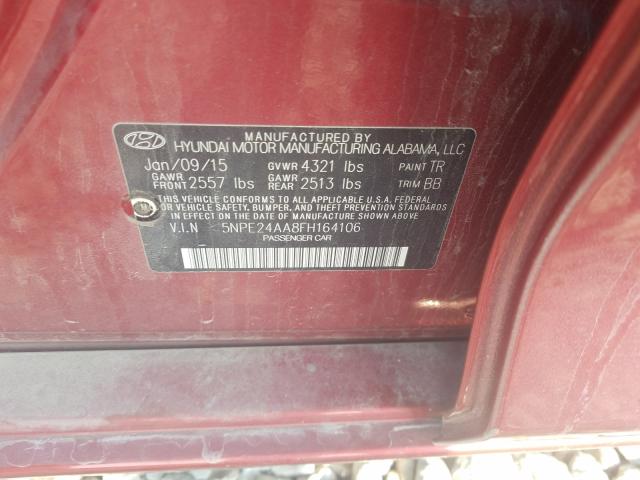 MANUFACTURED BY
HYUNDAI MOTOR MANUFACTURING ALABAMA, LLC
Jan/09/15 GVWR 4321 lbs PAINT TR
GAWR FRONT 2557 lbs GAWR REAR 2513 lbs TRIM BB
THIS VEHICLE CONFORMS TO ALL APPLICABLE U.S.A. FEDERAL
MOTOR VEHICLE SAFETY, BUMPER, AND THEFT PREVENTION STANDARDS
IN EFFECT ON THE DATE OF MANUFACTURE SHOWN ABOVE.
V.I.N 5NPE24AA8FH164106
PASSENGER CAR